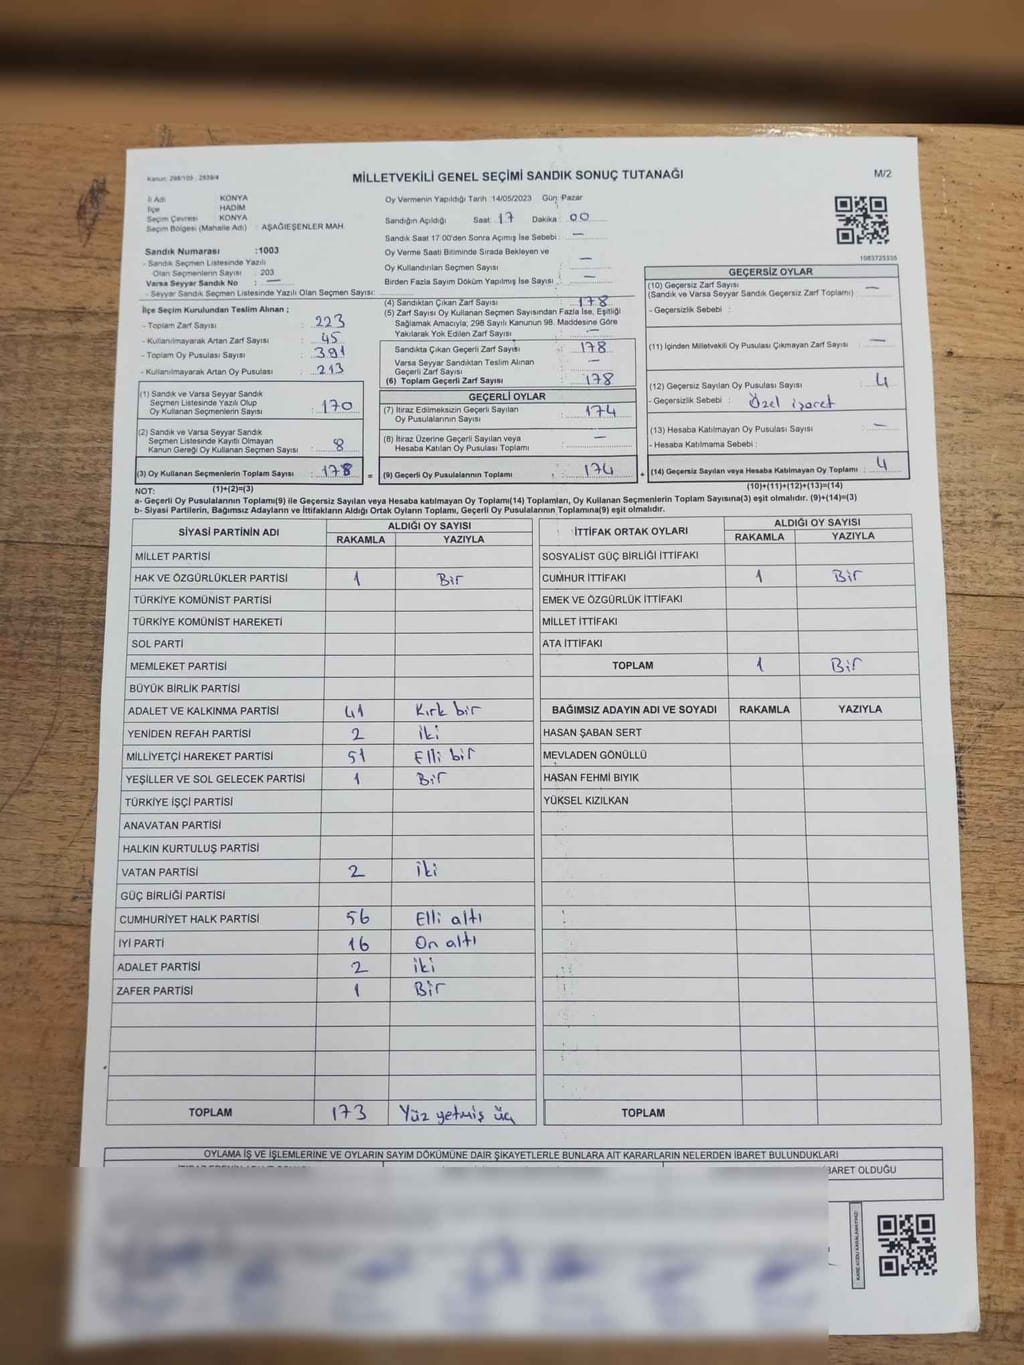 Kanun: 298/105 , 2839/4
MİLLETVEKİLİ GENEL SEÇİMİ SANDIK SONUÇ TUTANAĞI
M/2
İl Adı KONYA
İlçe HADİM
Seçim Çevresi KONYA
Seçim Bölgesi (Mahalle Adı) : AŞAĞIEŞENLER MAH.
Sandık Numarası :1003
- Sandık Seçmen Listesinde Yazılı
Olan Seçmenlerin Sayısı : 203
Varsa Seyyar Sandık No : —
- Seyyar Sandık Seçmen Listesinde Yazılı Olan Seçmen Sayısı:
Oy Vermenin Yapıldığı Tarih :14/05/2023 Gün: Pazar
Sandığın Açıldığı Saat : 17 Dakika : 00
Sandık Saat 17:00'den Sonra Açımış İse Sebebi : —
Oy Verme Saati Bitiminde Sırada Bekleyen ve
Oy Kullandırılan Seçmen Sayısı : —
Birden Fazla Sayım Döküm Yapılmış İse Sayısı : —
1083725335
İlçe Seçim Kurulundan Teslim Alınan ;
- Toplam Zarf Sayısı : 223
- Kullanılmayarak Artan Zarf Sayısı : 45
- Toplam Oy Pusulası Sayısı : 391
- Kullanılmayarak Artan Oy Pusulası : 213
(1) Sandık ve Varsa Seyyar Sandık
Seçmen Listesinde Yazılı Olup
Oy Kullanan Seçmenlerin Sayısı : 170
(2) Sandık ve Varsa Seyyar Sandık
Seçmen Listesinde Kayıtlı Olmayan
Kanun Gereği Oy Kullanan Seçmen Sayısı : 8
(3) Oy Kullanan Seçmenlerin Toplam Sayısı : 178 =
(1)+(2)=(3)
(4) Sandıktan Çıkan Zarf Sayısı : 178
(5) Zarf Sayısı Oy Kullanan Seçmen Sayısından Fazla İse, Eşitliği
Sağlamak Amacıyla; 298 Sayılı Kanunun 98. Maddesine Göre
Yakılarak Yok Edilen Zarf Sayısı : —
Sandıkta Çıkan Geçerli Zarf Sayısı : 178
Varsa Seyyar Sandıktan Teslim Alınan
Geçerli Zarf Sayısı : —
(6) Toplam Geçerli Zarf Sayısı : 178
GEÇERLİ OYLAR
(7) İtiraz Edilmeksizin Geçerli Sayılan
Oy Pusulalarının Sayısı : 174
(8) İtiraz Üzerine Geçerli Sayılan veya
Hesaba Katılan Oy Pusulası Toplamı : —
(9) Geçerli Oy Pusulalarının Toplamı : 174 +
GEÇERSİZ OYLAR
(10) Geçersiz Zarf Sayısı
(Sandık ve Varsa Seyyar Sandık Geçersiz Zarf Toplamı) : —
- Geçersizlik Sebebi :
(11) İçinden Milletvekili Oy Pusulası Çıkmayan Zarf Sayısı : —
(12) Geçersiz Sayılan Oy Pusulası Sayısı : 4
- Geçersizlik Sebebi : Özel işaret
(13) Hesaba Katılmayan Oy Pusulası Sayısı : —
- Hesaba Katılmama Sebebi :
(14) Geçersiz Sayılan veya Hesaba Katılmayan Oy Toplamı : 4
(10)+(11)+(12)+(13)=(14)
NOT:
a- Geçerli Oy Pusulalarının Toplamı(9) ile Geçersiz Sayılan veya Hesaba katılmayan Oy Toplamı(14) Toplamları, Oy Kullanan Seçmenlerin Toplam Sayısına(3) eşit olmalıdır. (9)+(14)=(3)
b- Siyasi Partilerin, Bağımsız Adayların ve İttifakların Aldığı Ortak Oyların Toplamı, Geçerli Oy Pusulalarının Toplamına(9) eşit olmalıdır.
SİYASİ PARTİNİN ADI ALDIĞI OY SAYISI
RAKAMLA YAZIYLA
MİLLET PARTİSİ
HAK VE ÖZGÜRLÜKLER PARTİSİ 1 Bir
TÜRKİYE KOMÜNİST PARTİSİ
TÜRKİYE KOMÜNİST HAREKETİ
SOL PARTİ
MEMLEKET PARTİSİ
BÜYÜK BİRLİK PARTİSİ
ADALET VE KALKINMA PARTİSİ 41 Kırk bir
YENİDEN REFAH PARTİSİ 2 iki
MİLLİYETÇİ HAREKET PARTİSİ 51 Elli bir
YEŞİLLER VE SOL GELECEK PARTİSİ 1 Bir
TÜRKİYE İŞÇİ PARTİSİ
ANAVATAN PARTİSİ
HALKIN KURTULUŞ PARTİSİ
VATAN PARTİSİ 2 iki
GÜÇ BİRLİĞİ PARTİSİ
CUMHURİYET HALK PARTİSİ 56 Elli altı
İYİ PARTİ 16 On altı
ADALET PARTİSİ 2 iki
ZAFER PARTİSİ 1 Bir
TOPLAM 173 Yüz yetmiş üç
İTTİFAK ORTAK OYLARI ALDIĞI OY SAYISI
RAKAMLA YAZIYLA
SOSYALIST GÜÇ BİRLİĞİ İTTİFAKI
CUMHUR İTTİFAKI 1 Bir
EMEK VE ÖZGÜRLÜK İTTİFAKI
MİLLET İTTİFAKI
ATA İTTİFAKI
TOPLAM 1 Bir
BAĞIMSIZ ADAYIN ADI VE SOYADI RAKAMLA YAZIYLA
HASAN ŞABAN SERT
MEVLADEN GÖNÜLLÜ
HASAN FEHMİ BIYIK
YÜKSEL KIZILKAN
TOPLAM
OYLAMA İŞ VE İŞLEMLERİNE VE OYLARIN SAYIM DÖKÜMÜNE DAİR ŞİKAYETLERLE BUNLARA AİT KARARLARIN NELERDEN İBARET BULUNDUKLARI
İBARET OLDUĞU